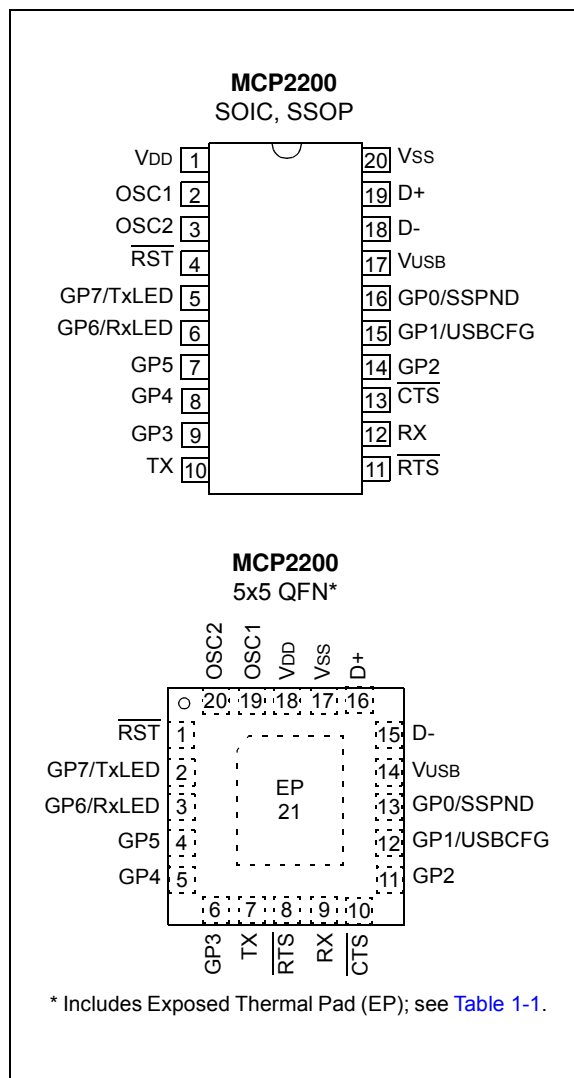 MCP2200
SOIC, SSOP
VDD 1 20 VSS
OSC1 2 19 D+
OSC2 3 18 D-
RST 4 17 VUSB
GP7/TxLED 5 16 GP0/SSPND
GP6/RxLED 6 15 GP1/USBCFG
GP5 7 14 GP2
GP4 8 13 CTS
GP3 9 12 RX
TX 10 11 RTS
MCP2200
5x5 QFN*
OSC2 OSC1 VDD VSS D+
20 19 18 17 16
RST 1 15 D-
GP7/TxLED 2 14 VUSB
GP6/RxLED 3 EP 13 GP0/SSPND
21
GP5 4 12 GP1/USBCFG
GP4 5 11 GP2
6 7 8 9 10
GP3 TX RTS RX CTS
* Includes Exposed Thermal Pad (EP); see Table 1-1.